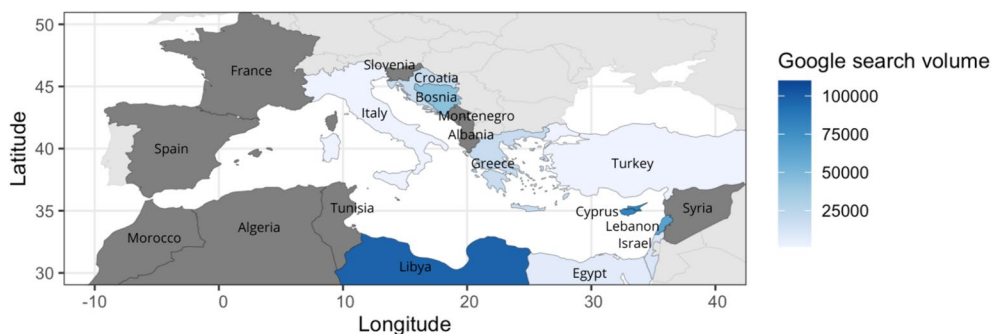 Google search volume
100000
75000
50000
25000
50
45
40
35
30
Latitude
France
Slovenia
Croatia
Bosnia
Italy
Montenegro
Albania
Spain
Greece
Turkey
Tunisia
Cyprus
Syria
Morocco
Algeria
Lebanon
Israel
Libya
Egypt
-10 0 10 20 30 40
Longitude